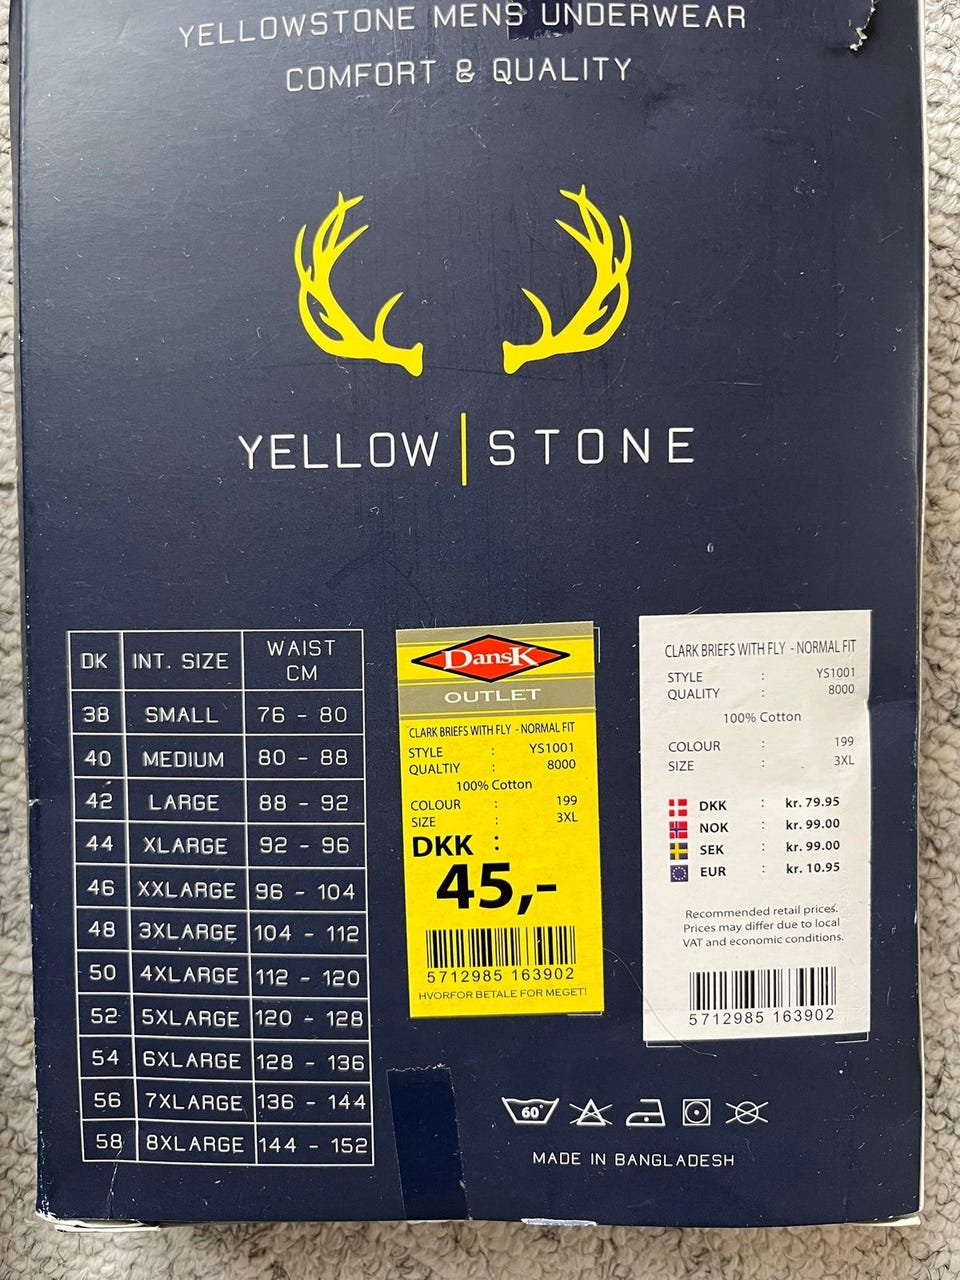 YELLOWSTONE MENS UNDERWEAR
COMFORT & QUALITY
YELLOW | STONE
DK INT. SIZE WAIST CM
38 SMALL 76 - 80
40 MEDIUM 80 - 88
42 LARGE 88 - 92
44 XLARGE 92 - 96
46 XXLARGE 96 - 104
48 3XLARGE 104 - 112
50 4XLARGE 112 - 120
52 5XLARGE 120 - 128
54 6XLARGE 128 - 136
56 7XLARGE 136 - 144
58 8XLARGE 144 - 152
DansK
OUTLET
CLARK BRIEFS WITH FLY - NORMAL FIT
STYLE : YS1001
QUALTIY : 8000
100% Cotton
COLOUR : 199
SIZE : 3XL
DKK :
45,-
5712985 163902
HVORFOR BETALE FOR MEGET!
CLARK BRIEFS WITH FLY - NORMAL FIT
STYLE : YS1001
QUALITY : 8000
100% Cotton
COLOUR : 199
SIZE : 3XL
DKK : kr. 79.95
NOK : kr. 99.00
SEK : kr. 99.00
EUR : kr. 10.95
Recommended retail prices.
Prices may differ due to local
VAT and economic conditions.
5712985 163902
60°
MADE IN BANGLADESH